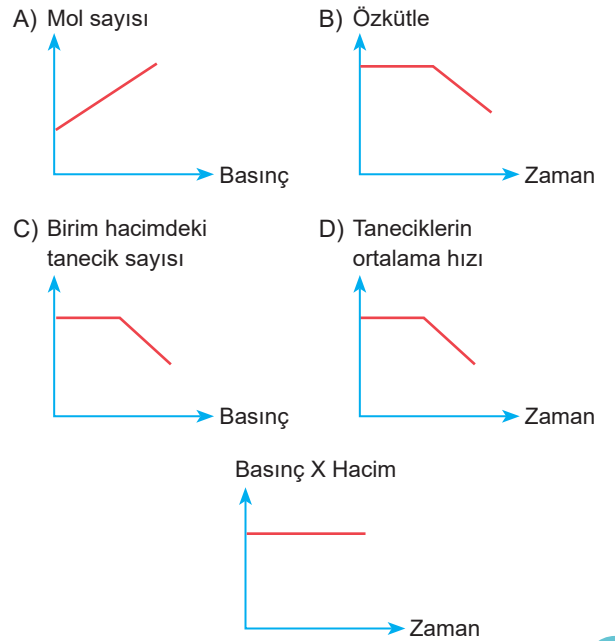 A) Mol sayısı
Basınç
B) Özkütle
Zaman
C) Birim hacimdeki
tanecik sayısı
Basınç
D) Taneciklerin
ortalama hızı
Zaman
Basınç X Hacim
Zaman